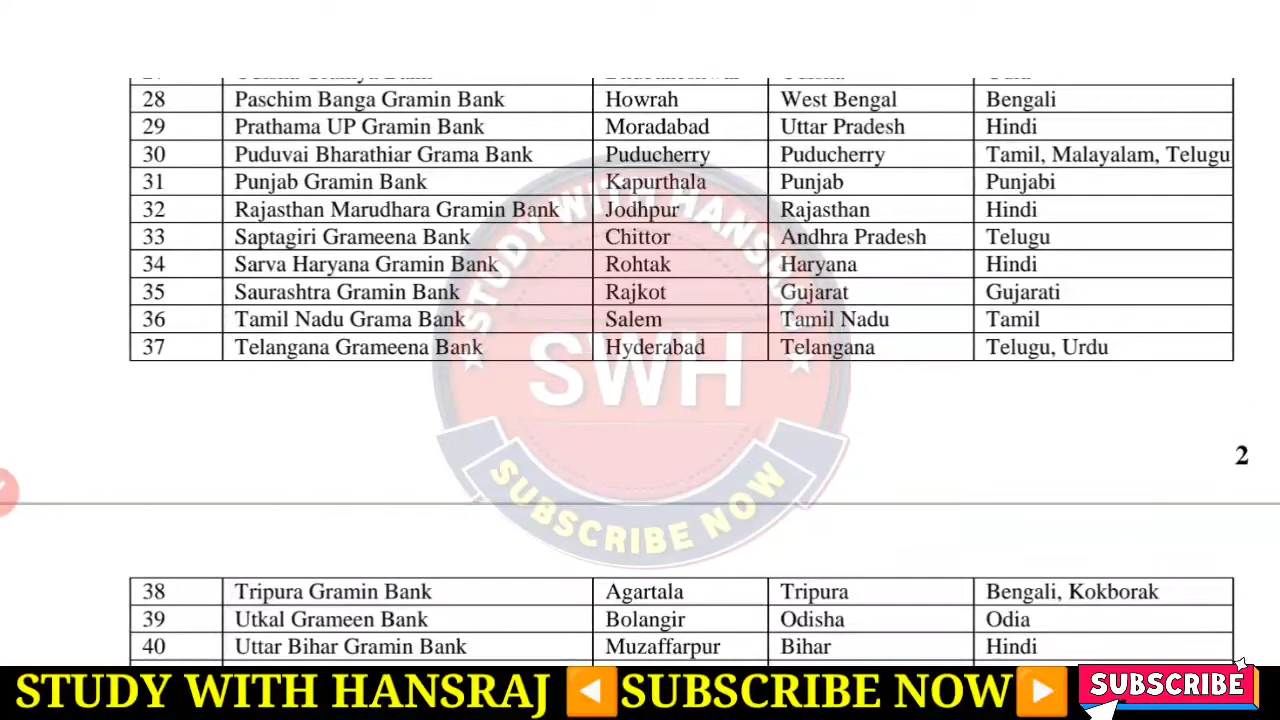 28 Paschim Banga Gramin Bank Howrah West Bengal Bengali
29 Prathama UP Gramin Bank Moradabad Uttar Pradesh Hindi
30 Puduvai Bharathiar Grama Bank Puducherry Puducherry Tamil, Malayalam, Telugu
31 Punjab Gramin Bank Kapurthala Punjab Punjabi
32 Rajasthan Marudhara Gramin Bank Jodhpur Rajasthan Hindi
33 Saptagiri Grameena Bank Chittor Andhra Pradesh Telugu
34 Sarva Haryana Gramin Bank Rohtak Haryana Hindi
35 Saurashtra Gramin Bank Rajkot Gujarat Gujarati
36 Tamil Nadu Grama Bank Salem Tamil Nadu Tamil
37 Telangana Grameena Bank Hyderabad Telangana Telugu, Urdu
STUDY WITH HANSRAJ
SWH
SUBSCRIBE NOW
2
38 Tripura Gramin Bank Agartala Tripura Bengali, Kokborak
39 Utkal Grameen Bank Bolangir Odisha Odia
40 Uttar Bihar Gramin Bank Muzaffarpur Bihar Hindi
STUDY WITH HANSRAJ SUBSCRIBE NOW SUBSCRIBE